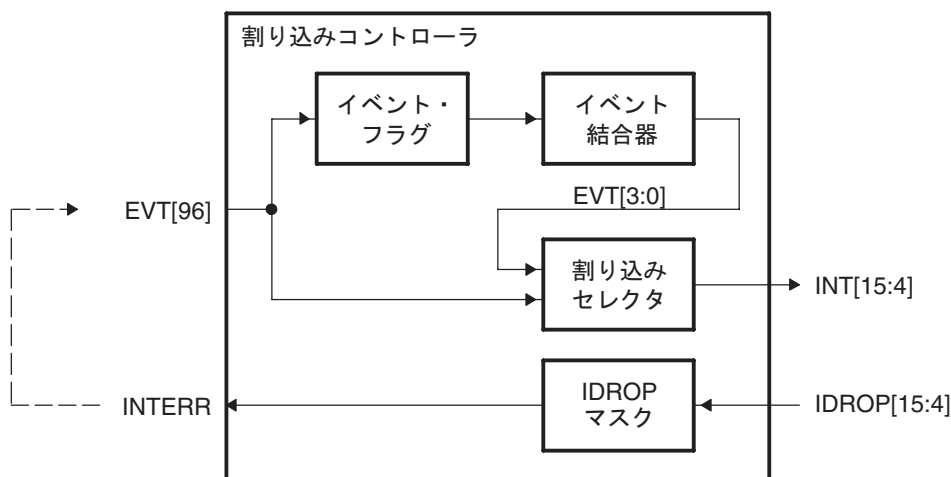 割り込みコントローラ
イベント・
フラグ
イベント
結合器
EVT[96]
EVT[3:0]
割り込み
セレクタ
INT[15:4]
INTERR
IDROP
マスク
IDROP[15:4]